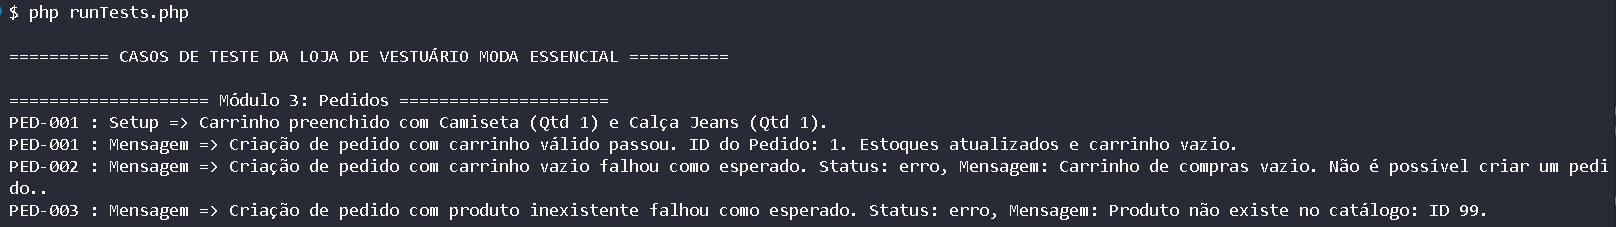 $ php runTests.php
========== CASOS DE TESTE DA LOJA DE VESTUÁRIO MODA ESSENCIAL ==========
==================== Módulo 3: Pedidos =====================
PED-001 : Setup => Carrinho preenchido com Camiseta (Qtd 1) e Calça Jeans (Qtd 1).
PED-001 : Mensagem => Criação de pedido com carrinho válido passou. ID do Pedido: 1. Estoques atualizados e carrinho vazio.
PED-002 : Mensagem => Criação de pedido com carrinho vazio falhou como esperado. Status: erro, Mensagem: Carrinho de compras vazio. Não é possível criar um pedi
do..
PED-003 : Mensagem => Criação de pedido com produto inexistente falhou como esperado. Status: erro, Mensagem: Produto não existe no catálogo: ID 99.